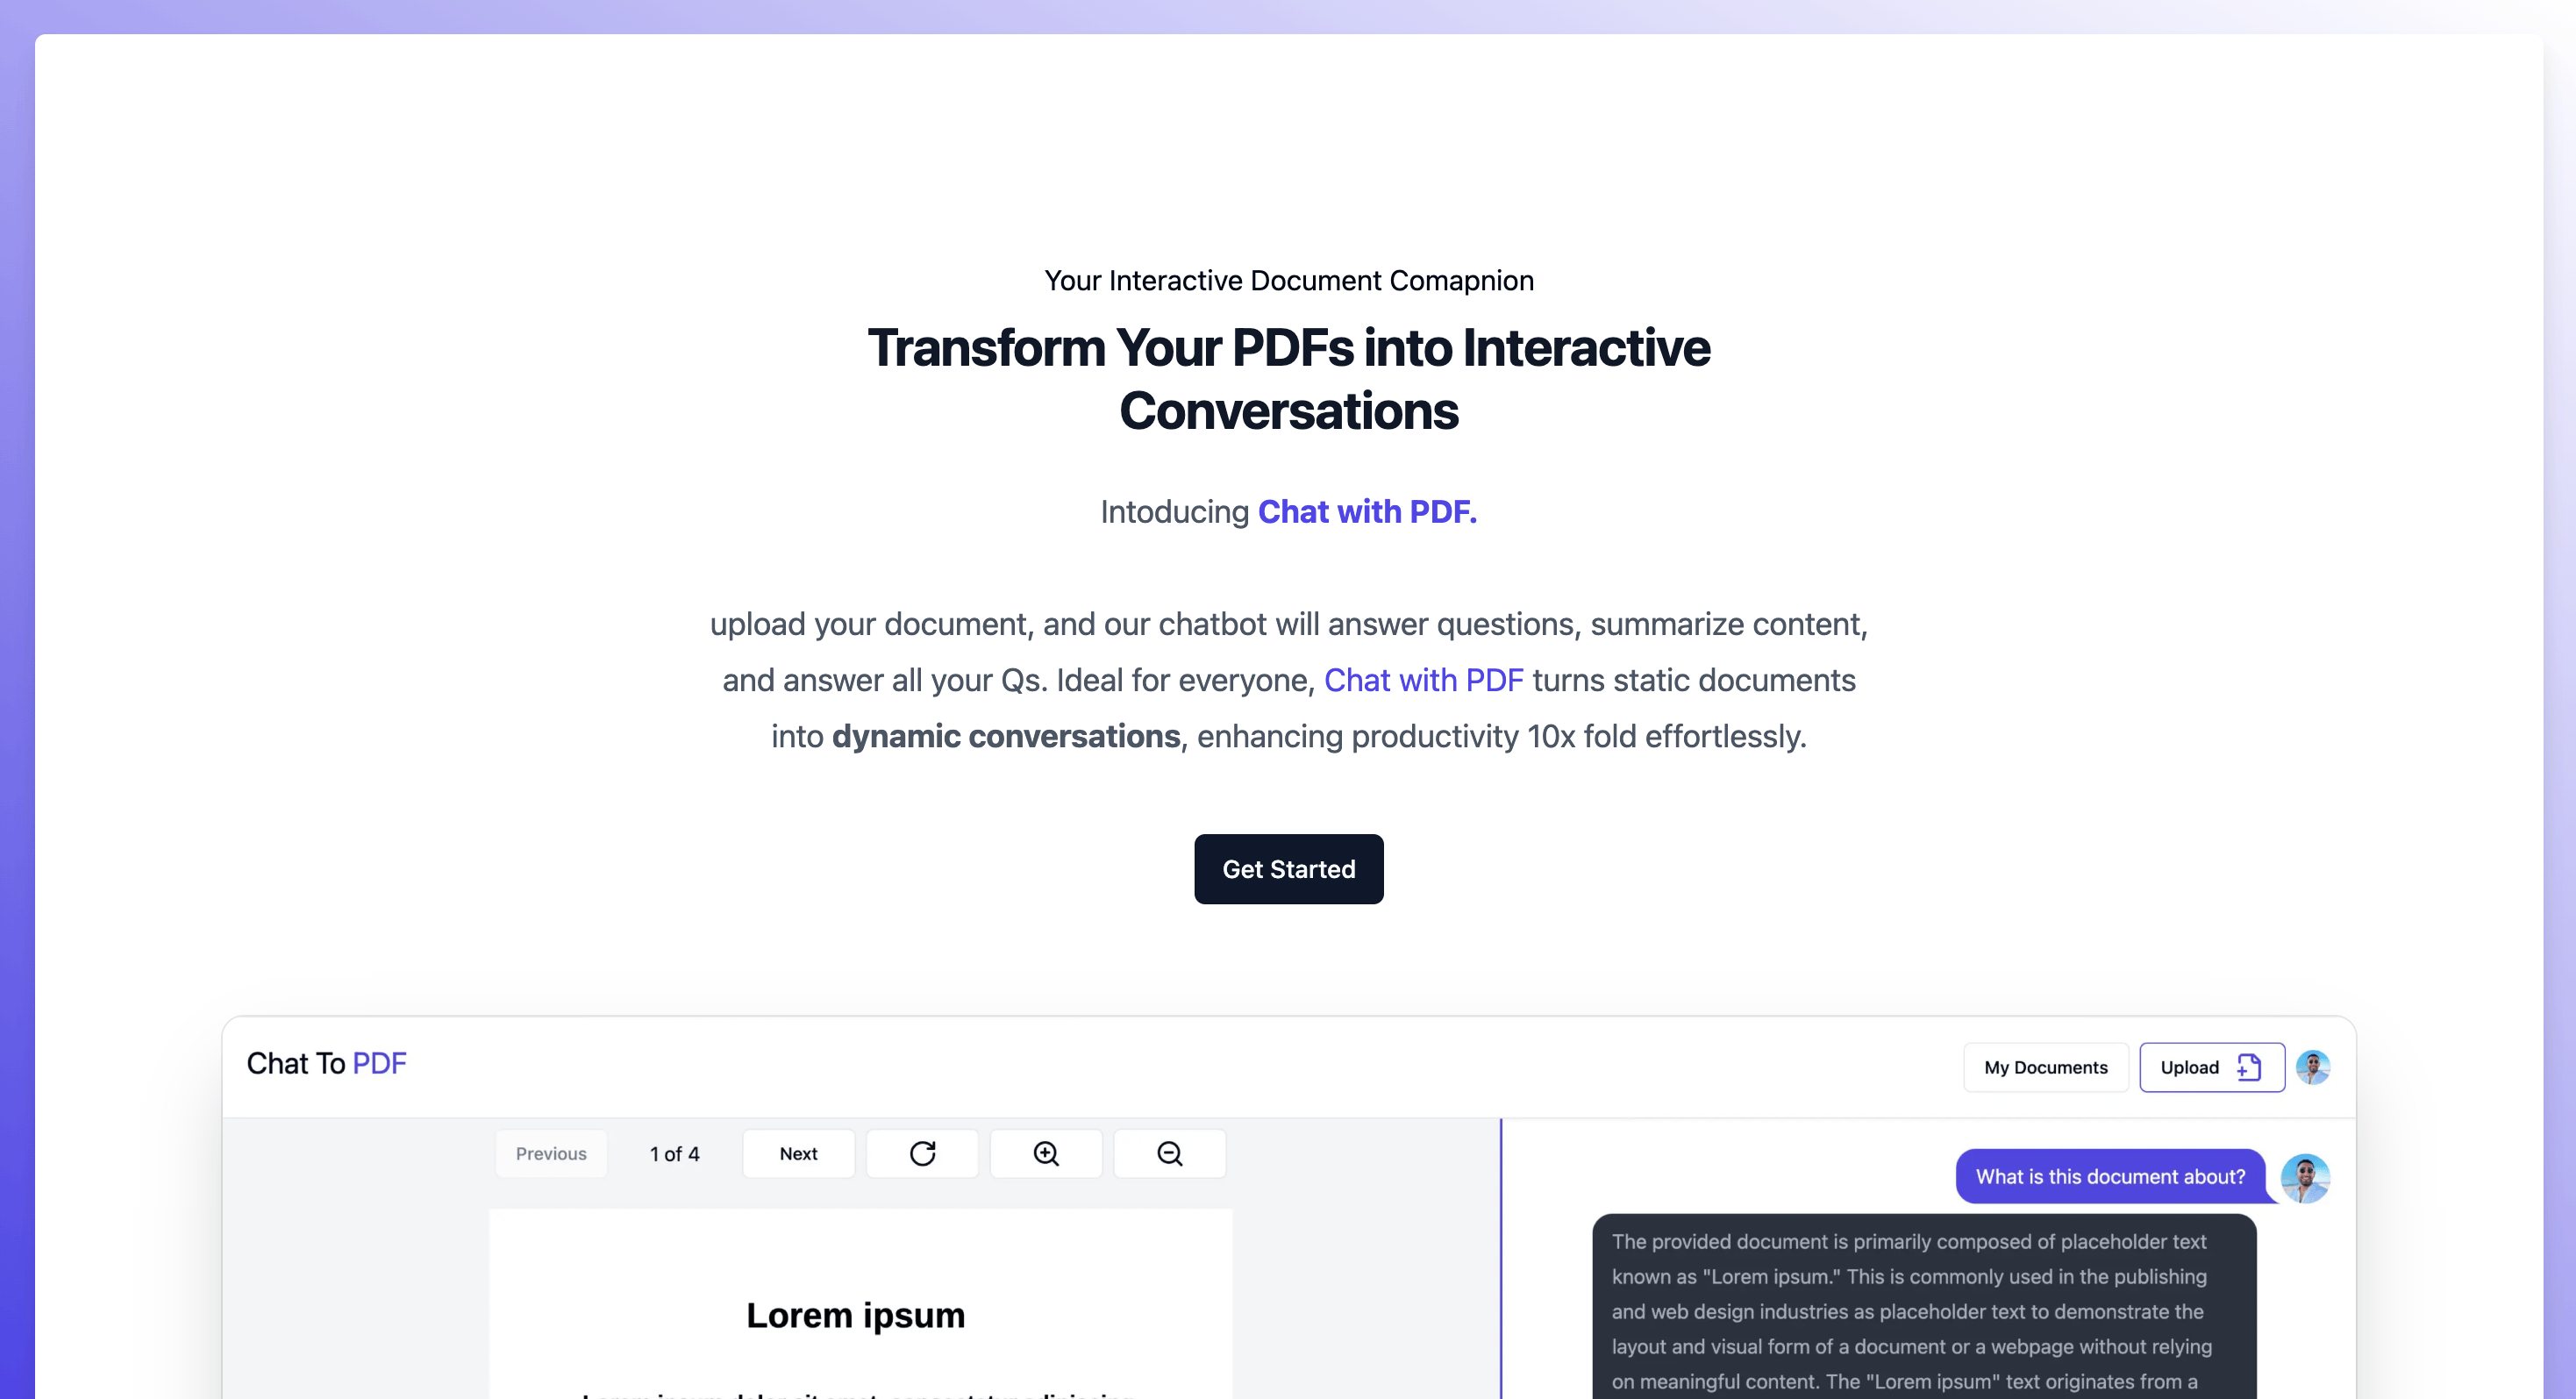 Your Interactive Document Comapnion
Transform Your PDFs into Interactive
Conversations
Intoducing Chat with PDF.
upload your document, and our chatbot will answer questions, summarize content,
and answer all your Qs. Ideal for everyone, Chat with PDF turns static documents
into dynamic conversations, enhancing productivity 10x fold effortlessly.
Get Started
Chat To PDF
My Documents
Upload
Previous
1 of 4
Next
What is this document about?
The provided document is primarily composed of placeholder text
known as "Lorem ipsum." This is commonly used in the publishing
and web design industries as placeholder text to demonstrate the
layout and visual form of a document or a webpage without relying
on meaningful content. The "Lorem ipsum" text originates from a
Lorem ipsum